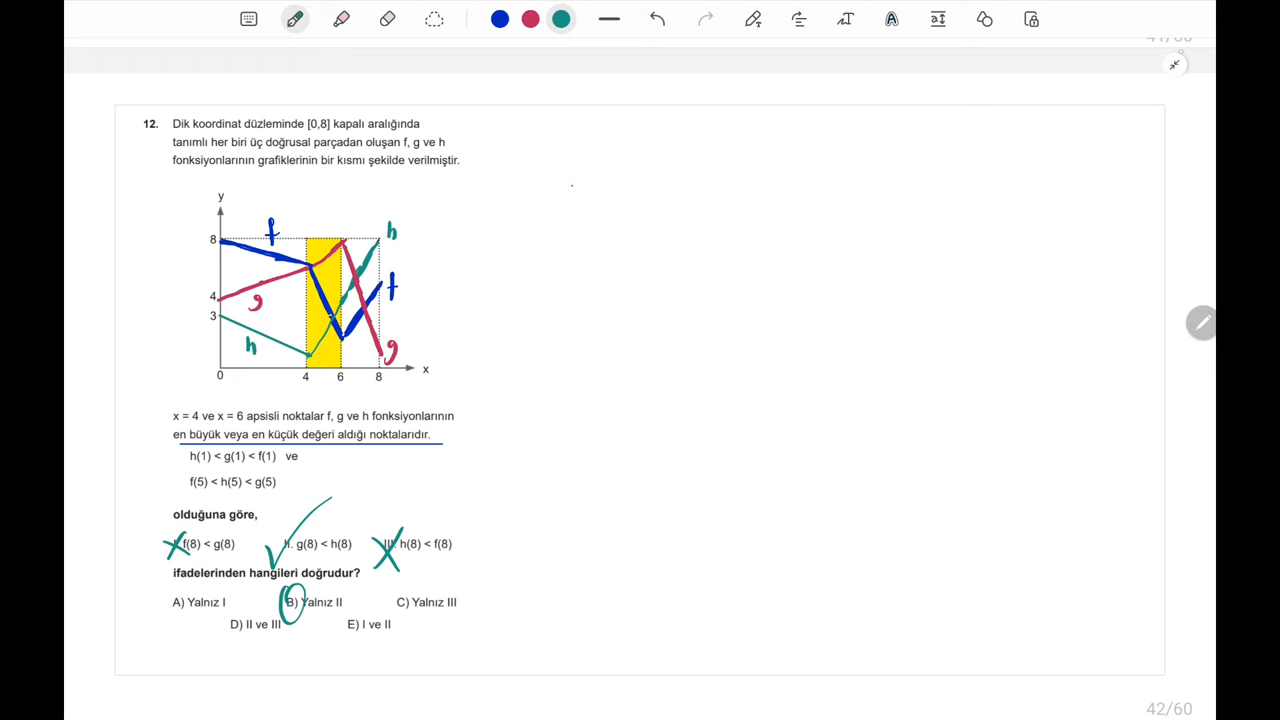 12. Dik koordinat düzleminde [0,8] kapalı aralığında
tanımlı her biri üç doğrusal parçadan oluşan f, g ve h
fonksiyonlarının grafiklerinin bir kısmı şekilde verilmiştir.
y
8
4
3
0
4
6
8
x
f
g
h
h
f
g
x = 4 ve x = 6 apsisli noktalar f, g ve h fonksiyonlarının
en büyük veya en küçük değeri aldığı noktalarıdır.
h(1) < g(1) < f(1) ve
f(5) < h(5) < g(5)
olduğuna göre,
f(8) < g(8) II. g(8) < h(8) III. h(8) < f(8)
ifadelerinden hangileri doğrudur?
A) Yalnız I B) Yalnız II C) Yalnız III
D) II ve III E) I ve II
42/60